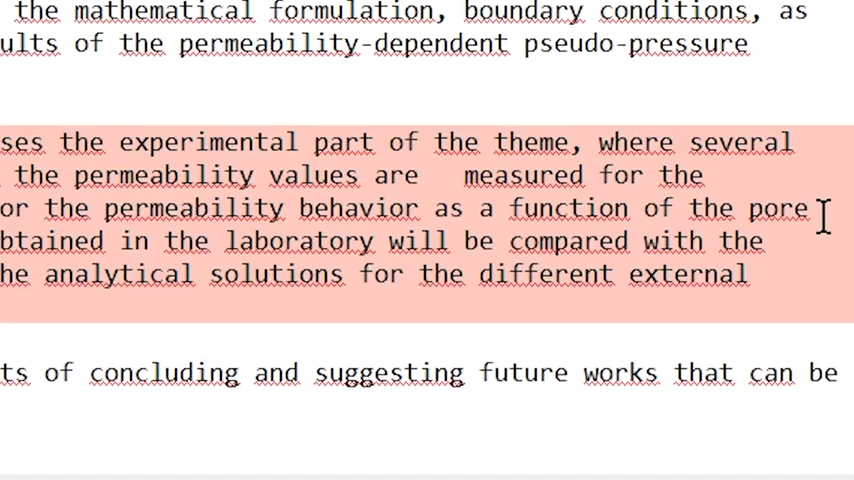 the mathematical formulation, boundary conditions, as
ults of the permeability-dependent pseudo-pressure
ses the experimental part of the theme, where several
the permeability values are measured for the
or the permeability behavior as a function of the pore
btained in the laboratory will be compared with the
he analytical solutions for the different external
ts of concluding and suggesting future works that can be